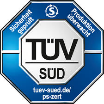 Sicherheit
geprüft
Produktion
überwacht
TÜV
SÜD
tuev-sued.de/
ps-zert